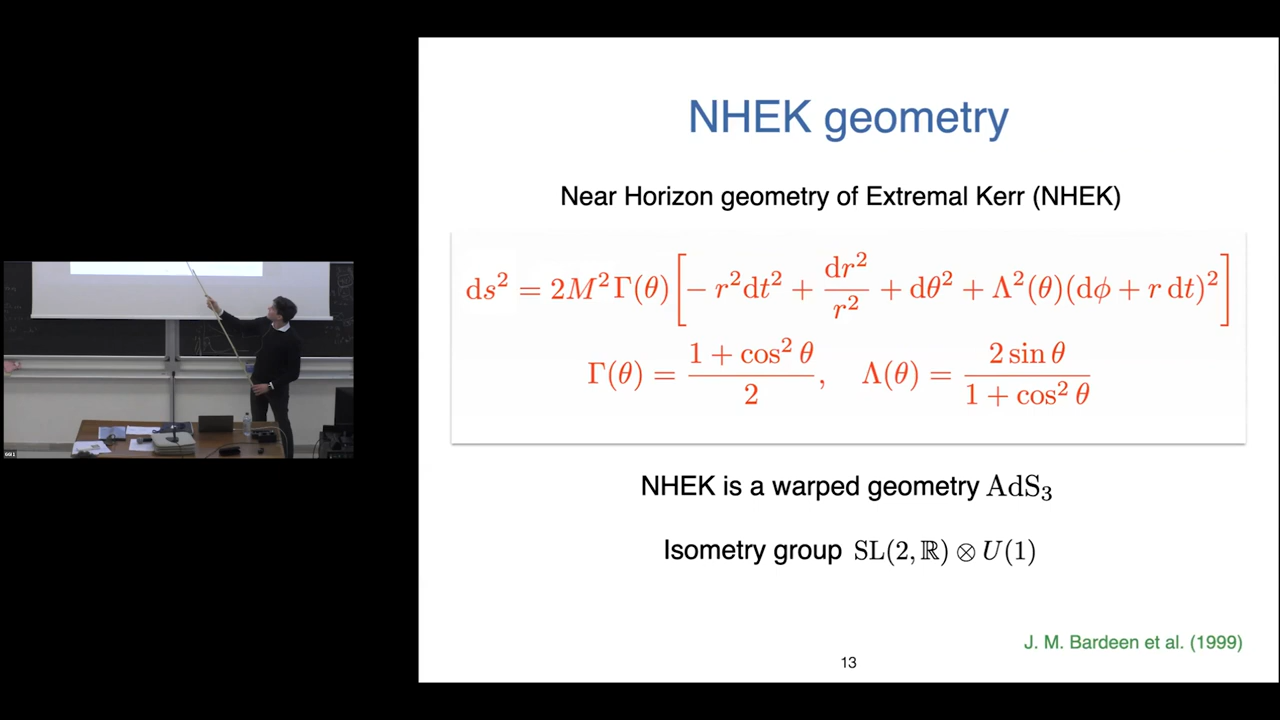 NHEK geometry
Near Horizon geometry of Extremal Kerr (NHEK)
ds² = 2M²Γ(θ)[− r²dt² + dr²/r² + dθ² + Λ²(θ)(dϕ + r dt)²]
Γ(θ) = (1 + cos² θ)/2, Λ(θ) = 2 sin θ/(1 + cos² θ)
NHEK is a warped geometry AdS₃
Isometry group SL(2, ℝ) ⊗ U(1)
J. M. Bardeen et al. (1999)
13